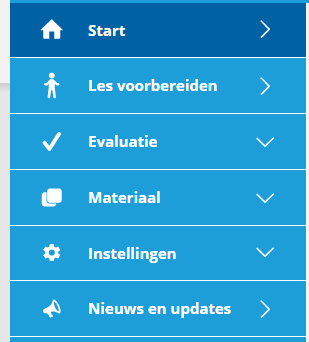 Start
Les voorbereiden
Evaluatie
Materiaal
Instellingen
Nieuws en updates